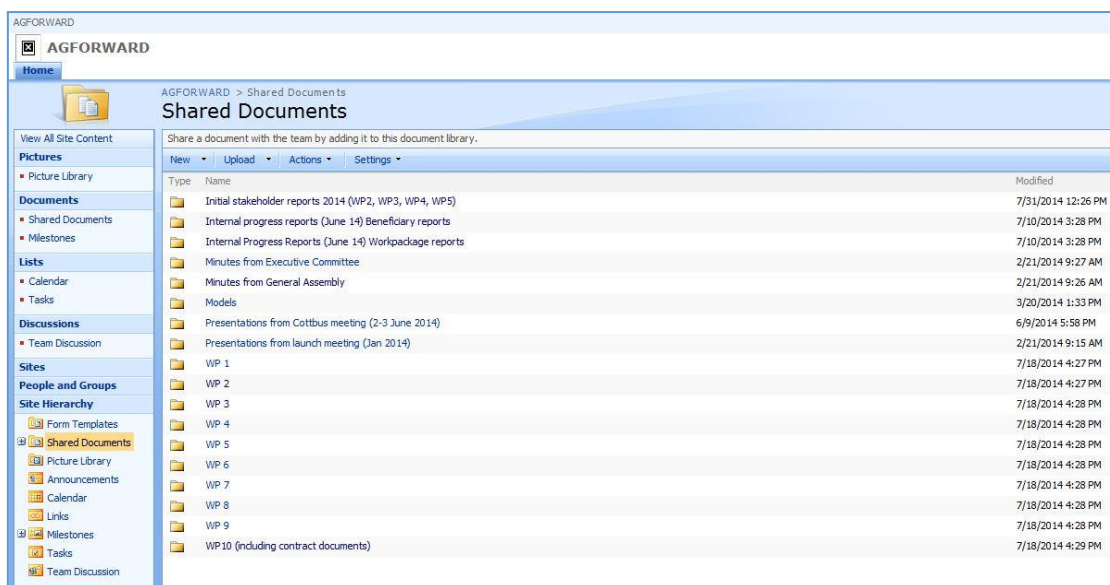 AGFORWARD
AGFORWARD
Home
AGFORWARD > Shared Documents
Shared Documents
View All Site Content
Pictures
Picture Library
Documents
Shared Documents
Milestones
Lists
Calendar
Tasks
Discussions
Team Discussion
Sites
People and Groups
Site Hierarchy
Form Templates
Shared Documents
Picture Library
Announcements
Calendar
Links
Milestones
Tasks
Team Discussion
Share a document with the team by adding it to this document library.
New Upload Actions Settings
Type Name Modified
Initial stakeholder reports 2014 (WP2, WP3, WP4, WP5) 7/31/2014 12:26 PM
Internal progress reports (June 14) Beneficiary reports 7/10/2014 3:28 PM
Internal Progress Reports (June 14) Workpackage reports 7/10/2014 3:28 PM
Minutes from Executive Committee 2/21/2014 9:27 AM
Minutes from General Assembly 2/21/2014 9:26 AM
Models 3/20/2014 1:33 PM
Presentations from Cottbus meeting (2-3 June 2014) 6/9/2014 5:58 PM
Presentations from launch meeting (Jan 2014) 2/21/2014 9:15 AM
WP 1 7/18/2014 4:27 PM
WP 2 7/18/2014 4:27 PM
WP 3 7/18/2014 4:28 PM
WP 4 7/18/2014 4:28 PM
WP 5 7/18/2014 4:28 PM
WP 6 7/18/2014 4:28 PM
WP 7 7/18/2014 4:28 PM
WP 8 7/18/2014 4:28 PM
WP 9 7/18/2014 4:28 PM
WP10 (including contract documents) 7/18/2014 4:29 PM